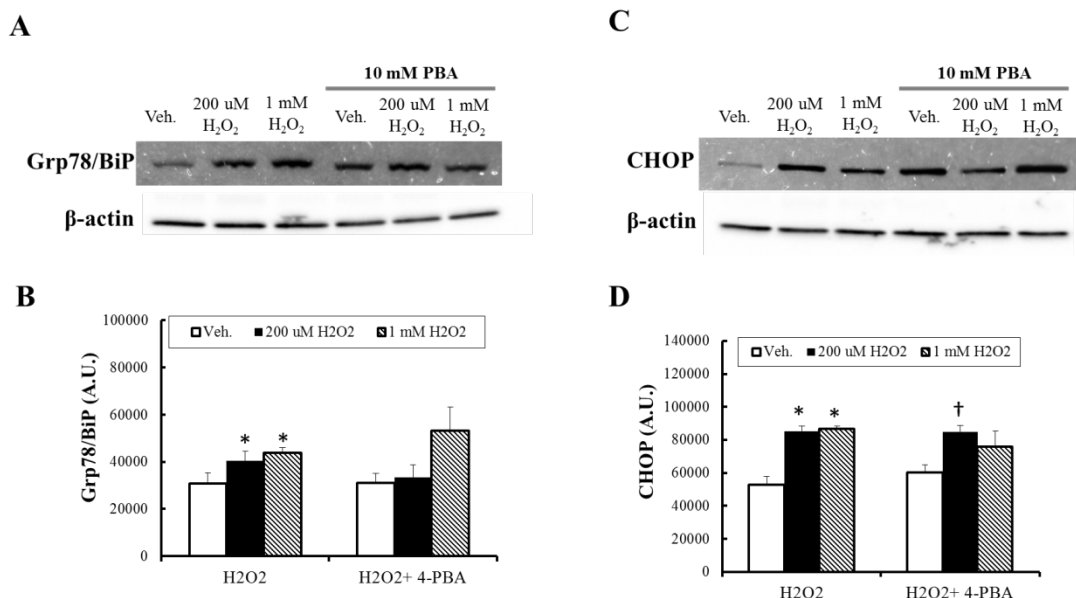 A
10 mM PBA
Veh.
200 uM
H₂O₂
1 mM
H₂O₂
Veh.
200 uM
H₂O₂
1 mM
H₂O₂
Grp78/BiP
β-actin
B
Grp78/BiP (A.U.)
100000
80000
60000
40000
20000
0
Veh. 200 uM H2O2 1 mM H2O2
* *
H2O2 H2O2+ 4-PBA
C
10 mM PBA
Veh.
200 uM
H₂O₂
1 mM
H₂O₂
Veh.
200 uM
H₂O₂
1 mM
H₂O₂
CHOP
β-actin
D
CHOP (A.U.)
140000
120000
100000
80000
60000
40000
20000
0
Veh. 200 uM H2O2 1 mM H2O2
* * †
H2O2 H2O2+ 4-PBA